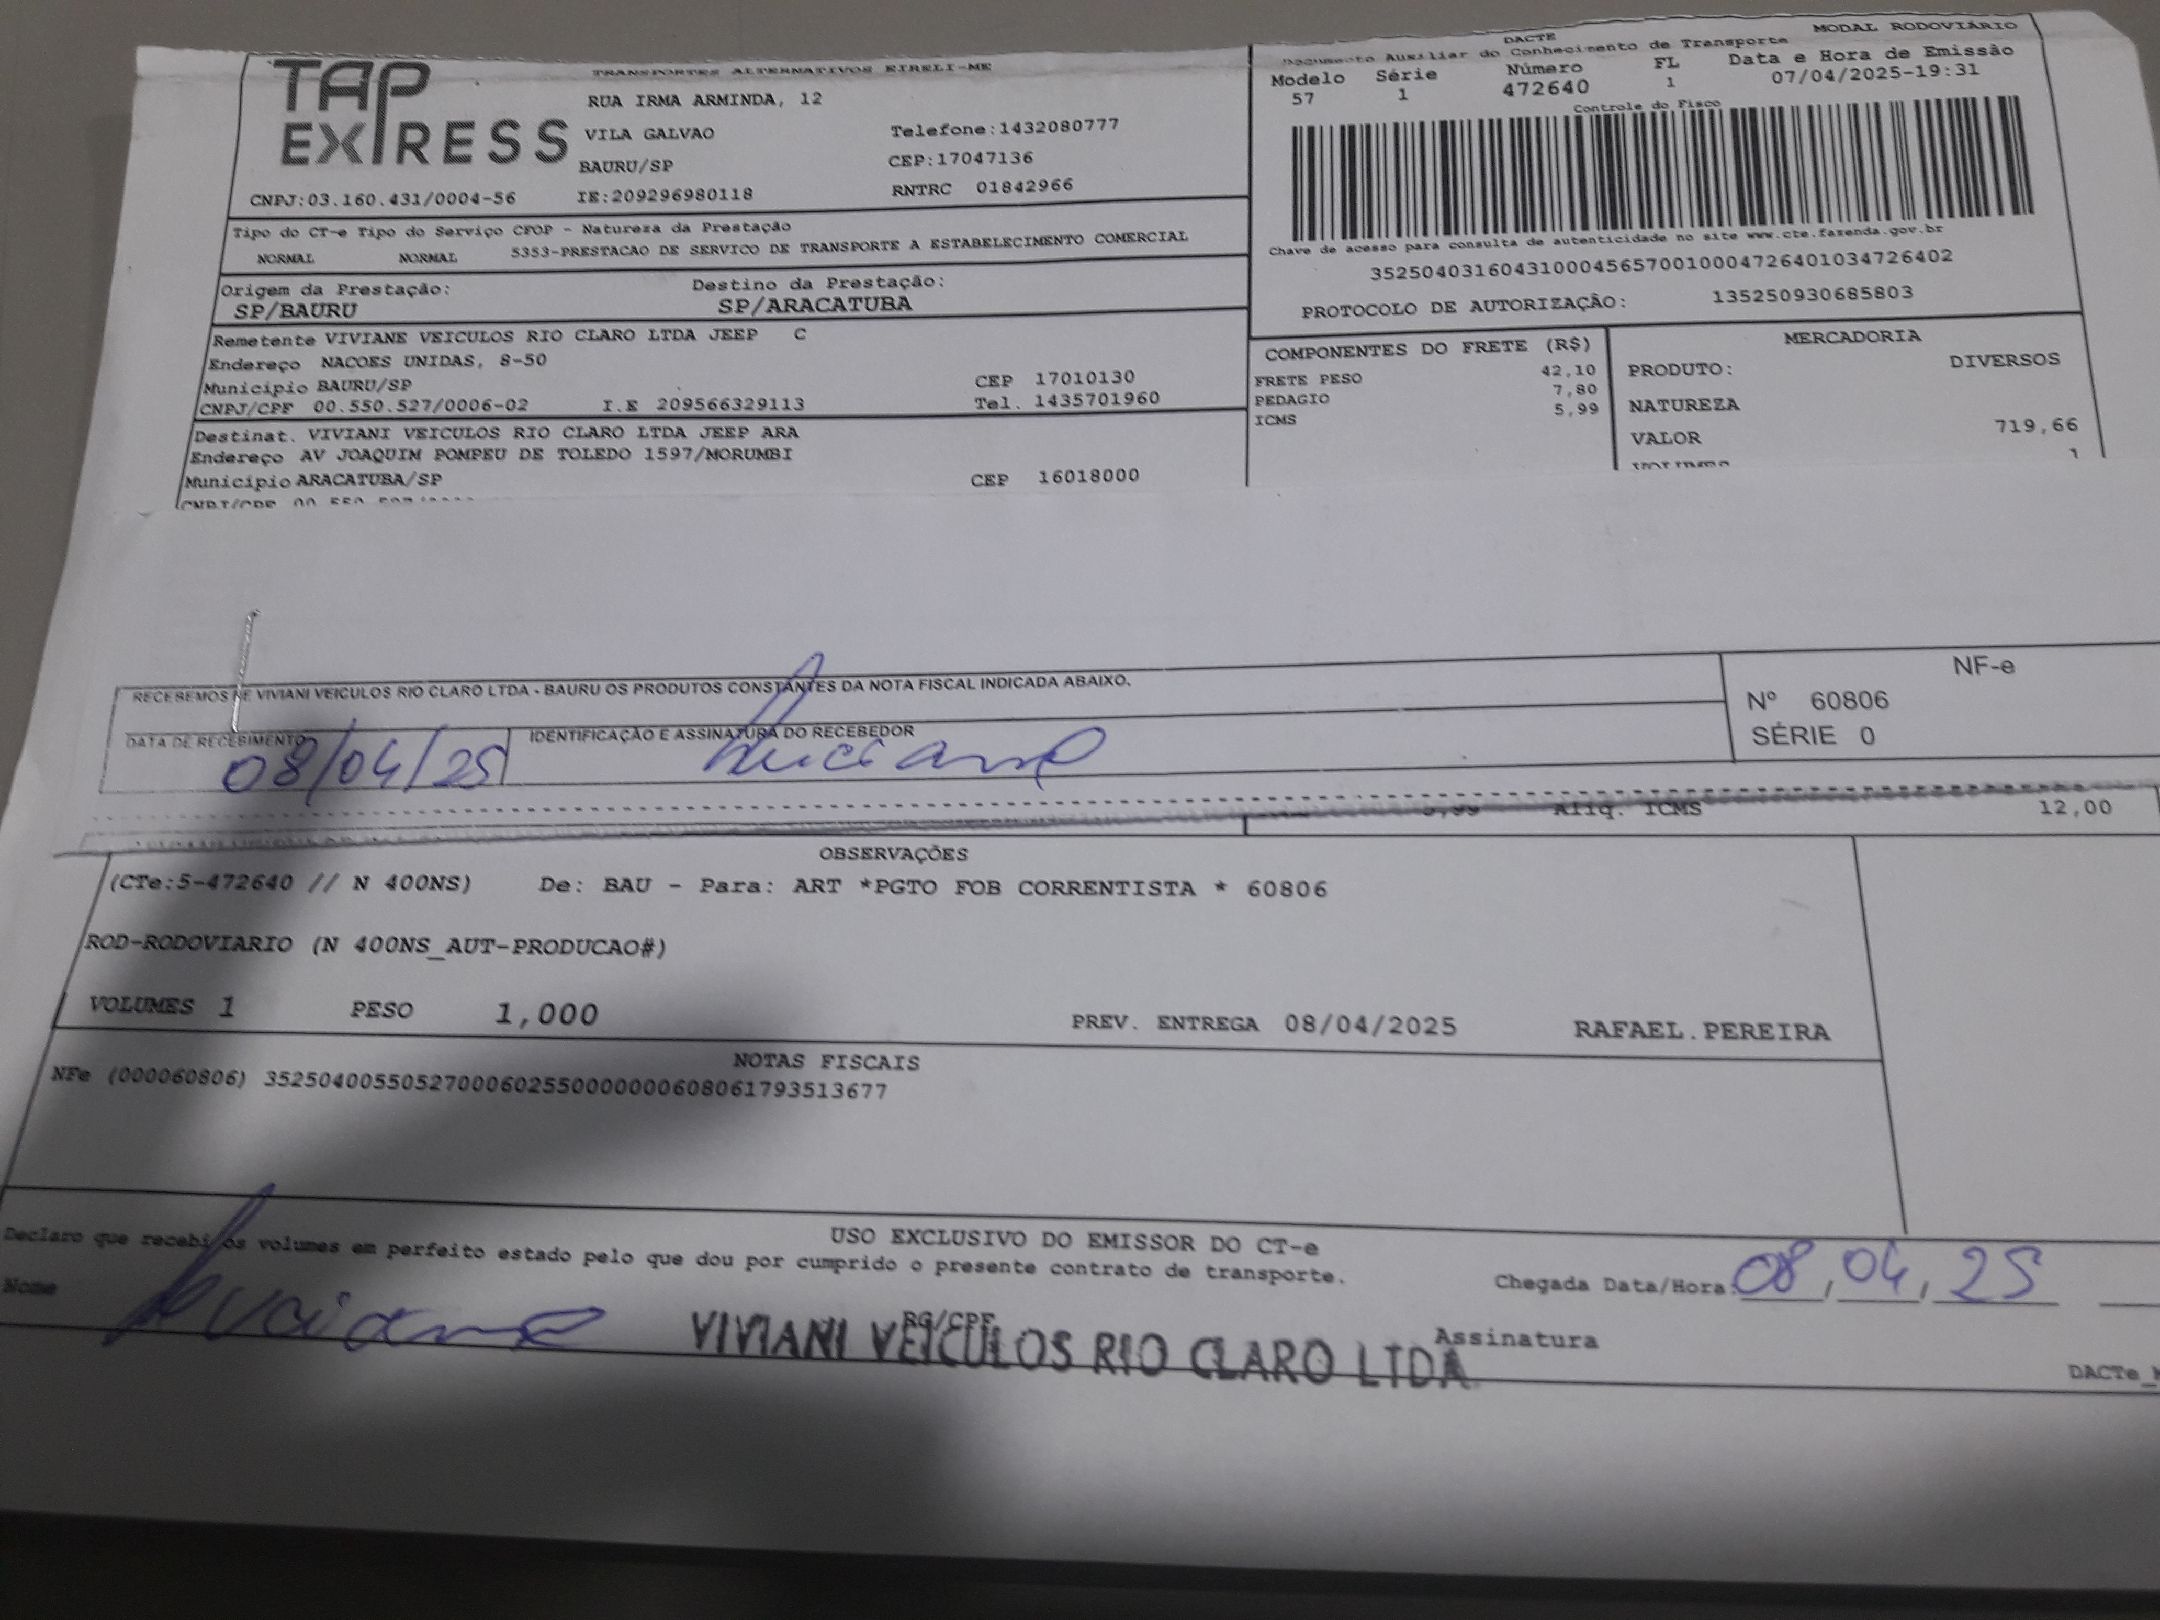 TAP EXPRESS
TRANSPORTES ALTERNATIVOS EIRELI-ME
RUA IRMA ARMINDA, 12
VILA GALVAO Telefone:1432080777
BAURU/SP CEP:17047136
CNPJ:03.160.431/0004-56 IE:209296980118 RNTRC 01842966
DACTE MODAL RODOVIÁRIO
Documento Auxiliar do Conhecimento de Transporte
Modelo Série Número FL Data e Hora de Emissão
57 1 472640 1 07/04/2025-19:31
Controle do Fisco
Chave de acesso para consulta de autenticidade no site www.cte.fazenda.gov.br
35250403160431000456570010004726401034726402
PROTOCOLO DE AUTORIZAÇÃO: 135250930685803
Tipo do CT-e Tipo do Serviço CFOP - Natureza da Prestação
NORMAL NORMAL 5353-PRESTACAO DE SERVICO DE TRANSPORTE A ESTABELECIMENTO COMERCIAL
Origem da Prestação: Destino da Prestação:
SP/BAURU SP/ARACATUBA
Remetente VIVIANE VEICULOS RIO CLARO LTDA JEEP C
Endereço NACOES UNIDAS, 8-50
Município BAURU/SP CEP 17010130
CNPJ/CPF 00.550.527/0006-02 I.E 209566329113 Tel. 1435701960
Destinat. VIVIANI VEICULOS RIO CLARO LTDA JEEP ARA
Endereço AV JOAQUIM POMPEU DE TOLEDO 1597/MORUMBI
Município ARACATUBA/SP CEP 16018000
COMPONENTES DO FRETE (R$)
FRETE PESO 42,10
PEDAGIO 7,80
ICMS 5,99
MERCADORIA
PRODUTO: DIVERSOS
NATUREZA
VALOR 719,66
VOLUMES 1
RECEBEMOS DE VIVIANI VEICULOS RIO CLARO LTDA - BAURU OS PRODUTOS CONSTANTES DA NOTA FISCAL INDICADA ABAIXO.
DATA DE RECEBIMENTO IDENTIFICAÇÃO E ASSINATURA DO RECEBEDOR
08/04/25 Luciano
NF-e
Nº 60806
SÉRIE 0
5,99 Aliq. ICMS 12,00
OBSERVAÇÕES
(CTe:5-472640 // N 400NS) De: BAU - Para: ART *PGTO FOB CORRENTISTA * 60806
ROD-RODOVIARIO (N 400NS_AUT-PRODUCAO#)
VOLUMES 1 PESO 1,000 PREV. ENTREGA 08/04/2025 RAFAEL.PEREIRA
NOTAS FISCAIS
NFe (000060806) 35250400550527000602550000000608061793513677
USO EXCLUSIVO DO EMISSOR DO CT-e
Declaro que recebi os volumes em perfeito estado pelo que dou por cumprido o presente contrato de transporte.
Chegada Data/Hora: 08/04/25
Nome Luciano RG/CPF Assinatura
VIVIANI VEICULOS RIO CLARO LTDA